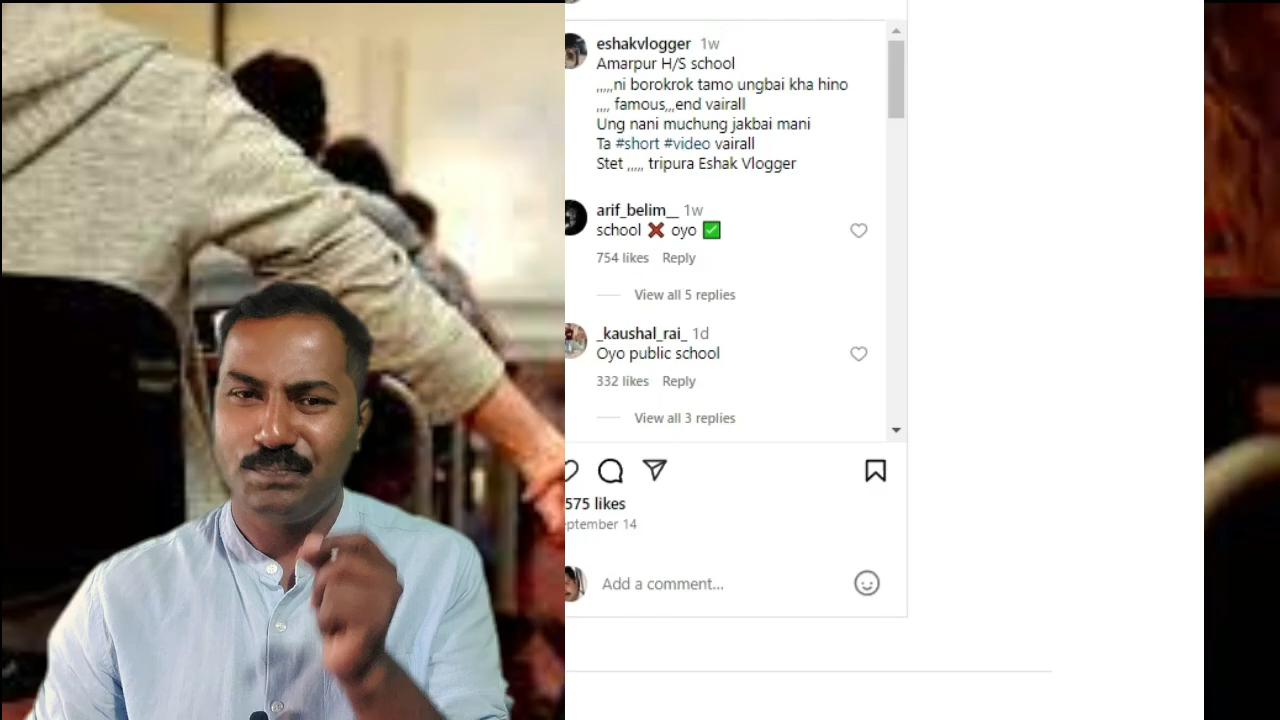 eshakvlogger 1w
Amarpur H/S school
,,,,,ni borokrok tamo ungbai kha hino
,,,, famous,,,end vairall
Ung nani muchung jakbai mani
Ta #short #video vairall
Stet ,,,,, tripura Eshak Vlogger
arif_belim__ 1w
school ❌ oyo ✅
754 likes Reply
View all 5 replies
_kaushal_rai_ 1d
Oyo public school
332 likes Reply
View all 3 replies
575 likes
eptember 14
Add a comment...